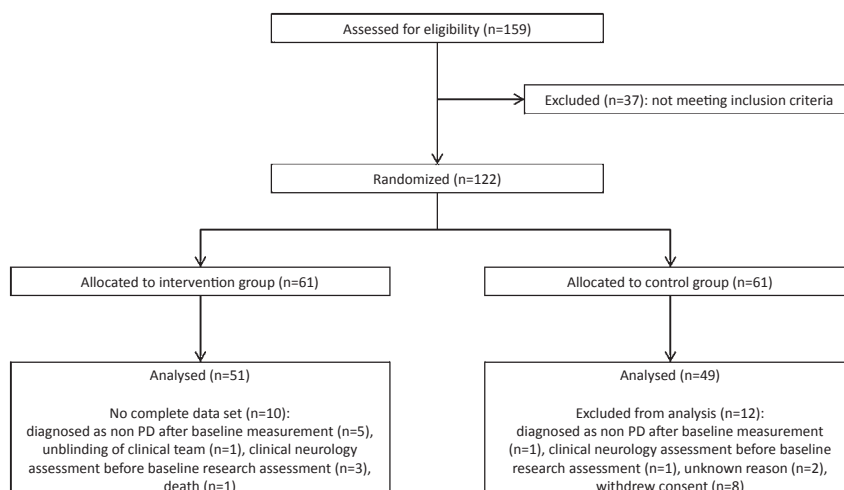 Assessed for eligibility (n=159)
Excluded (n=37): not meeting inclusion criteria
Randomized (n=122)
Allocated to intervention group (n=61)
Allocated to control group (n=61)
Analysed (n=51)
No complete data set (n=10):
diagnosed as non PD after baseline measurement (n=5),
unblinding of clinical team (n=1), clinical neurology
assessment before baseline research assessment (n=3),
death (n=1)
Analysed (n=49)
Excluded from analysis (n=12):
diagnosed as non PD after baseline measurement
(n=1), clinical neurology assessment before baseline
research assessment (n=1), unknown reason (n=2),
withdrew consent (n=8)